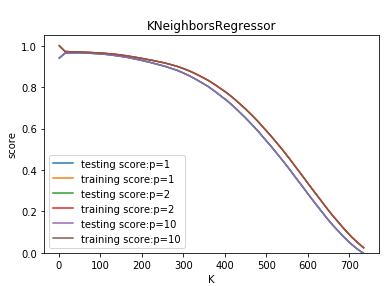 KNeighborsRegressor
score
1.0
0.8
0.6
0.4
0.2
0.0
testing score:p=1
training score:p=1
testing score:p=2
training score:p=2
testing score:p=10
training score:p=10
0 100 200 300 400 500 600 700
K